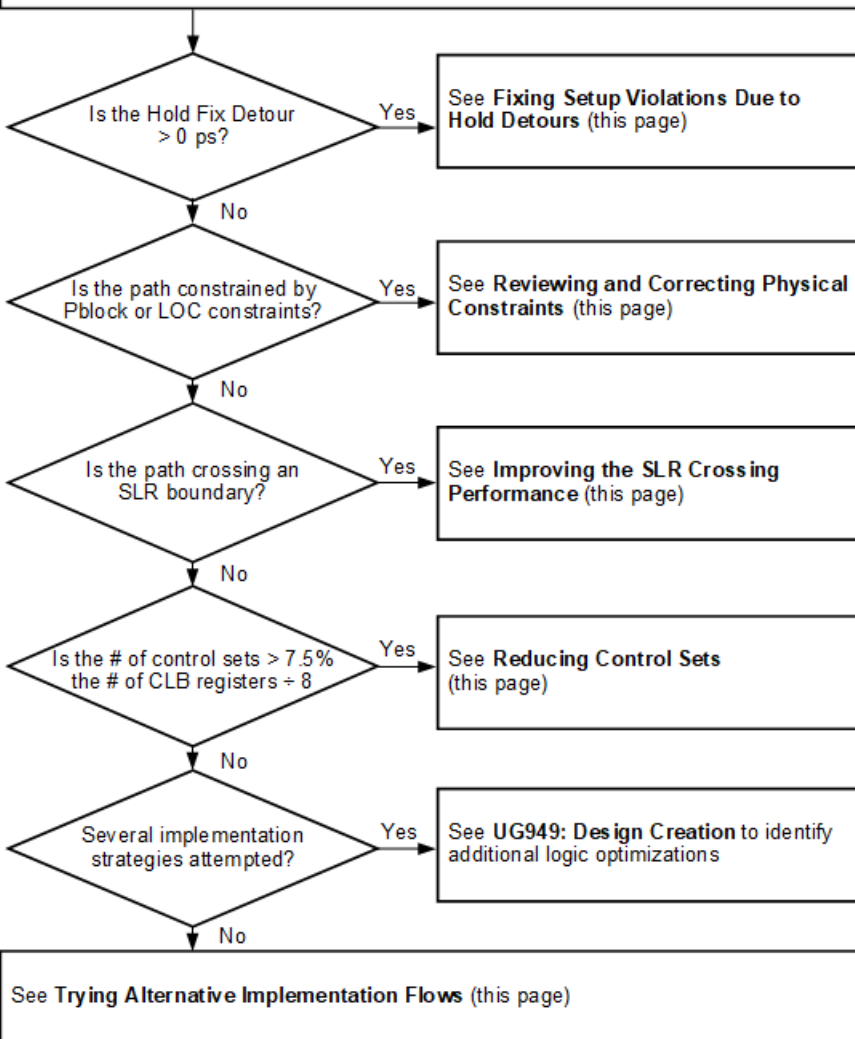 Is the Hold Fix Detour
> 0 ps?
Yes
See Fixing Setup Violations Due to
Hold Detours (this page)
No
Is the path constrained by
Pblock or LOC constraints?
Yes
See Reviewing and Correcting Physical
Constraints (this page)
No
Is the path crossing an
SLR boundary?
Yes
See Improving the SLR Crossing
Performance (this page)
No
Is the # of control sets > 7.5%
the # of CLB registers ÷ 8
Yes
See Reducing Control Sets
(this page)
No
Several implementation
strategies attempted?
Yes
See UG949: Design Creation to identify
additional logic optimizations
No
See Trying Alternative Implementation Flows (this page)